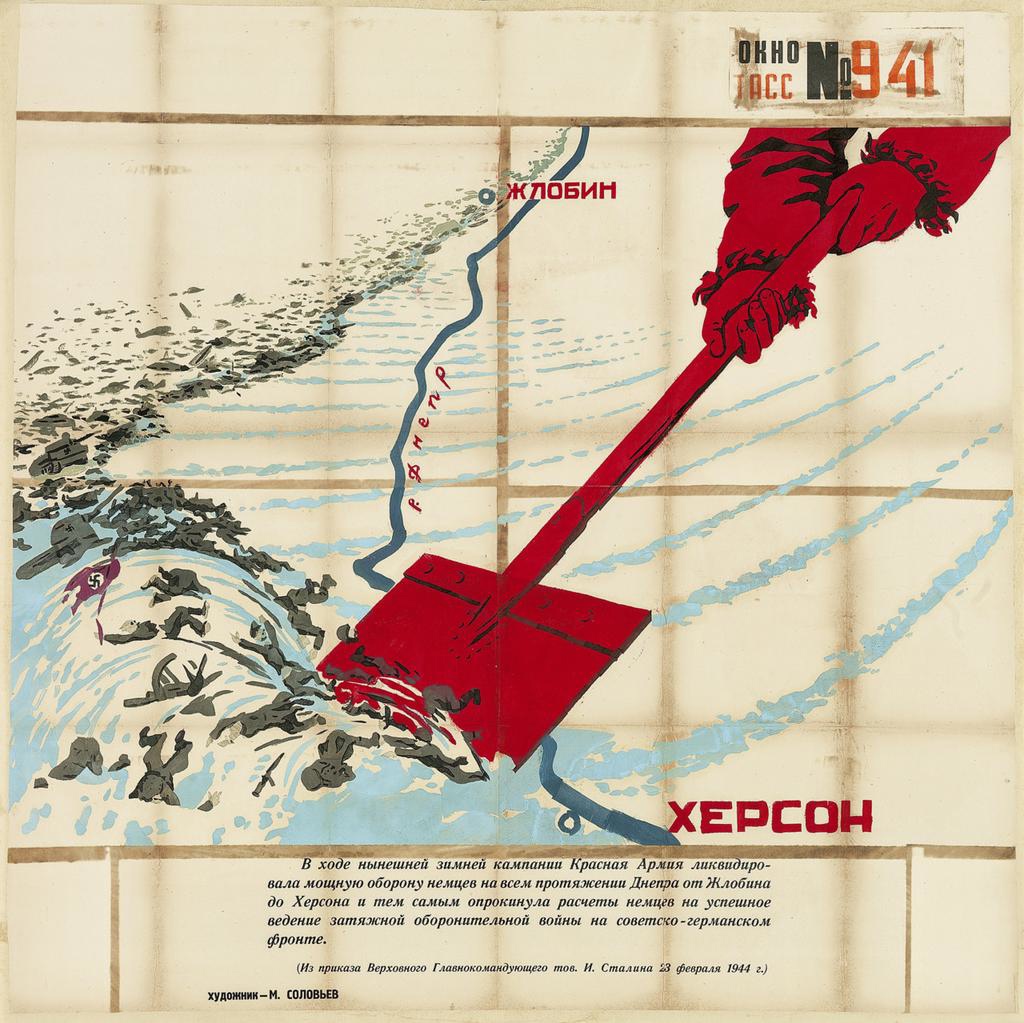 ОКНО
ТАСС №941
ЖЛОБИН
р. Днепр
ХЕРСОН
В ходе нынешней зимней кампании Красная Армия ликвидиро-
вала мощную оборону немцев на всем протяжении Днепра от Жлобина
до Херсона и тем самым опрокинула расчеты немцев на успешное
ведение затяжной оборонительной войны на советско-германском
фронте.
(Из приказа Верховного Главнокомандующего тов. И. Сталина 23 февраля 1944 г.)
художник — М. СОЛОВЬЕВ